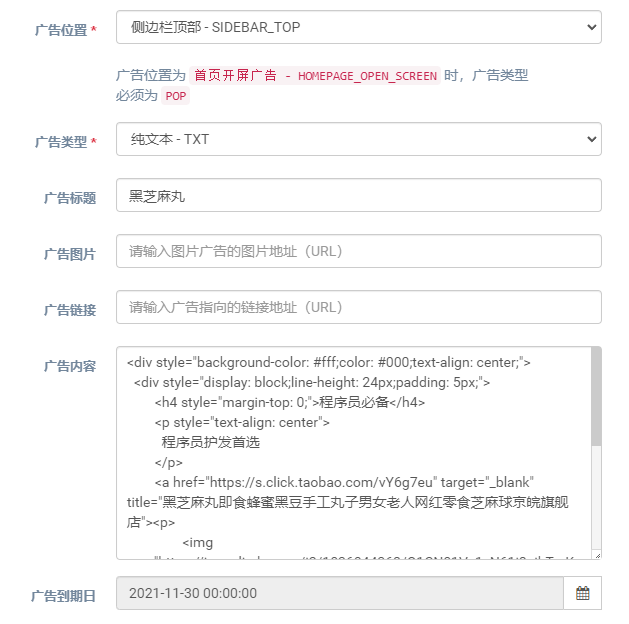 广告位置 * 侧边栏顶部 - SIDEBAR_TOP
广告位置为 首页开屏广告 - HOMEPAGE_OPEN_SCREEN 时，广告类型
必须为 POP
广告类型 * 纯文本 - TXT
广告标题 黑芝麻丸
广告图片 请输入图片广告的图片地址（URL）
广告链接 请输入广告指向的链接地址（URL）
广告内容 <div style="background-color: #fff;color: #000;text-align: center;">
<div style="display: block;line-height: 24px;padding: 5px;">
<h4 style="margin-top: 0;">程序员必备</h4>
<p style="text-align: center">
程序员护发首选
</p>
<a href="https://s.click.taobao.com/vY6g7eu" target="_blank"
title="黑芝麻丸即食蜂蜜黑豆手工丸子男女老人网红零食芝麻球京皖旗舰
店"><p>
<img
广告到期日 2021-11-30 00:00:00